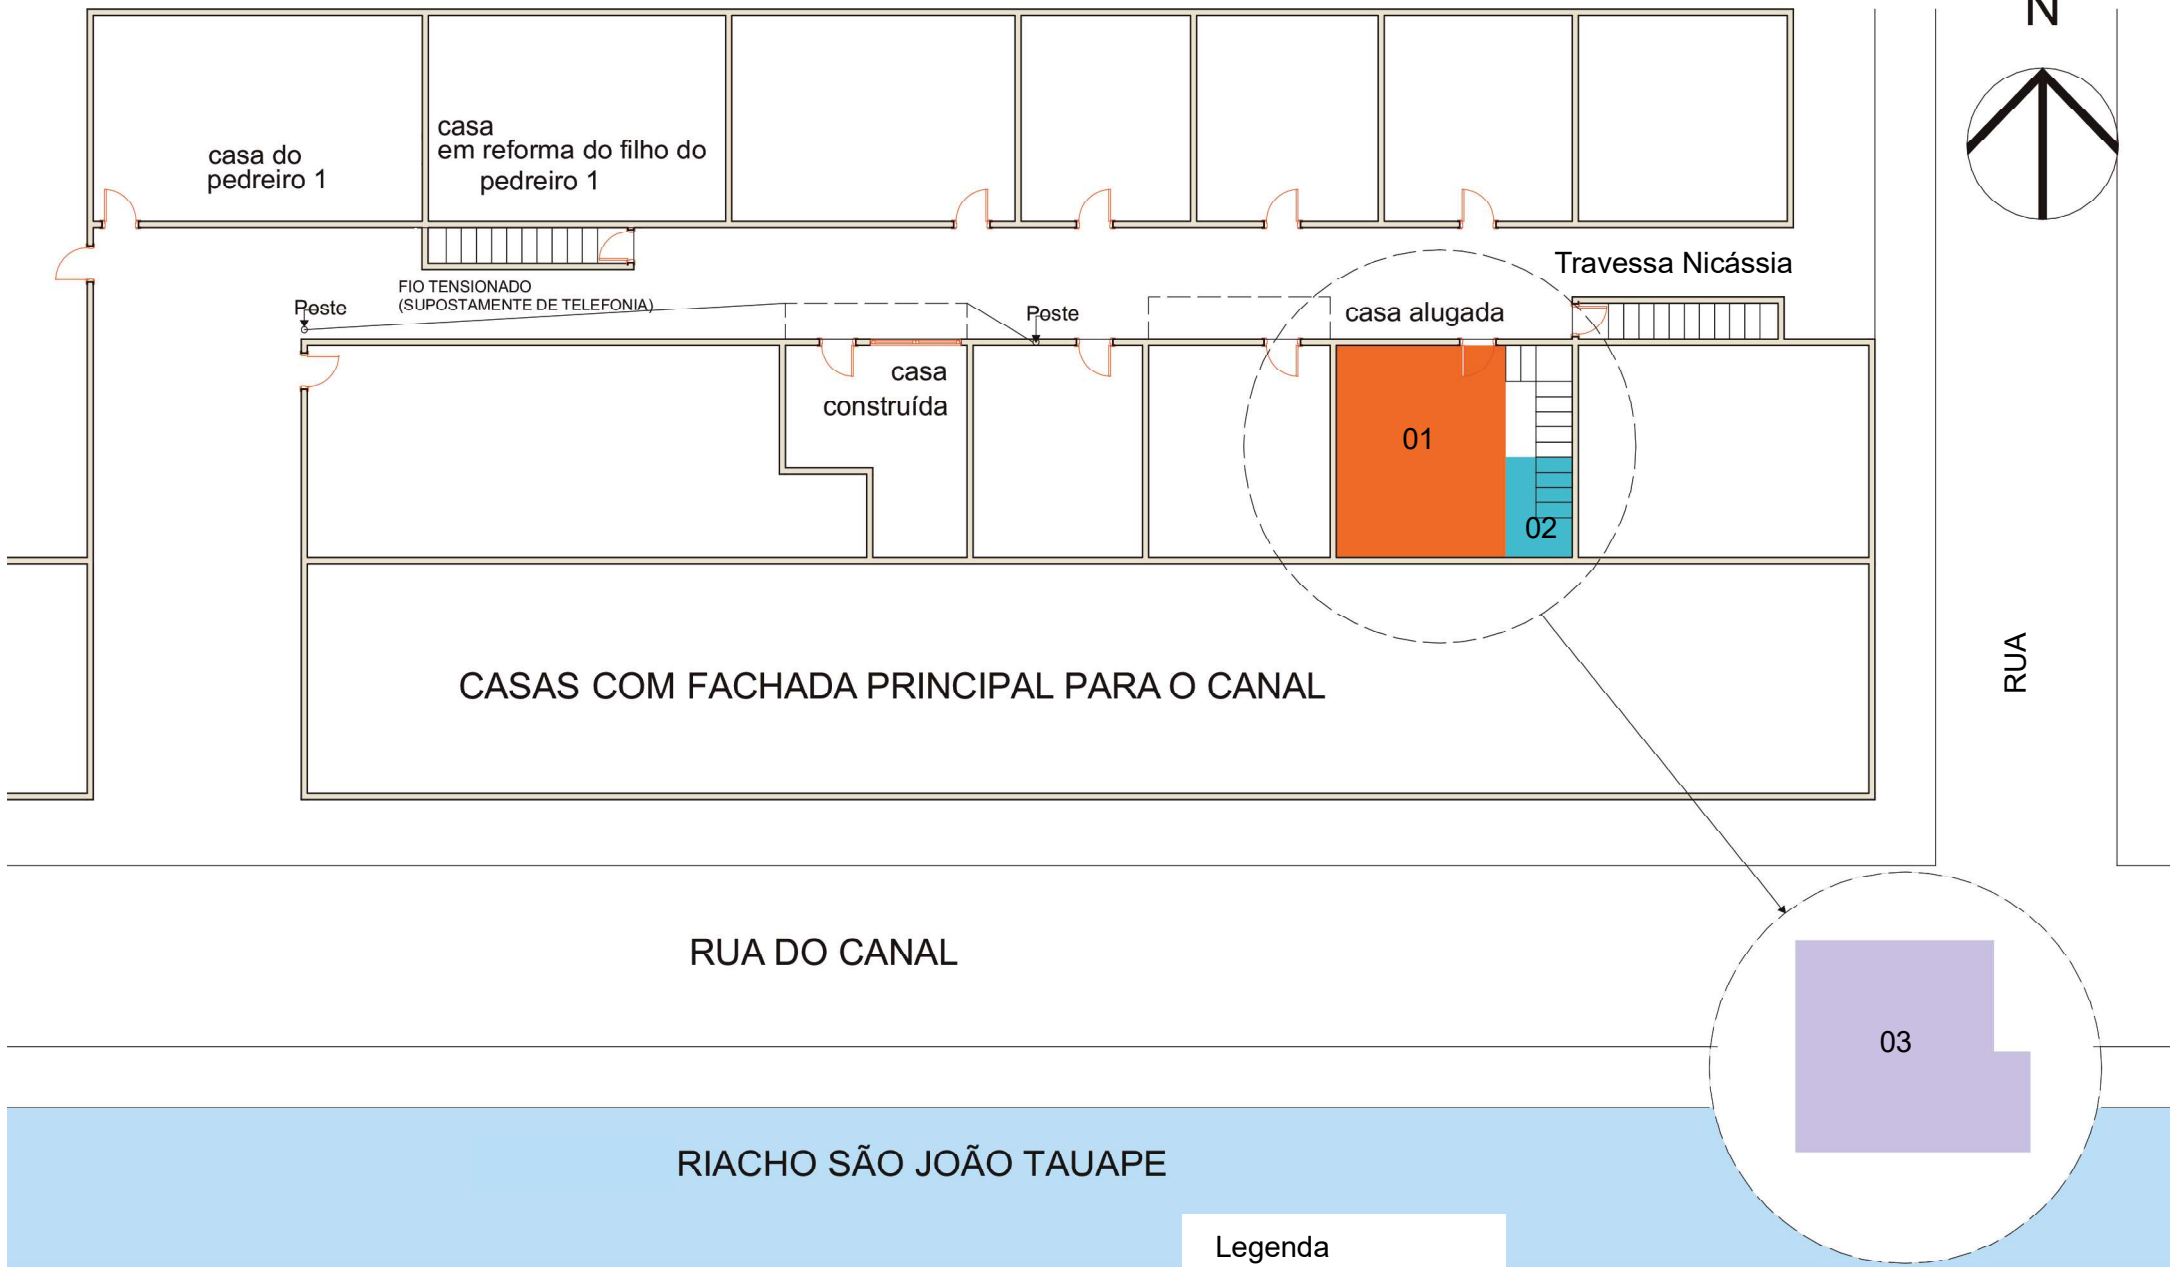 N
casa do
pedreiro 1
casa
em reforma do filho do
pedreiro 1
Travessa Nicássia
FIO TENSIONADO
(SUPOSTAMENTE DE TELEFONIA)
Poste
Poste
casa alugada
casa
construída
01
02
CASAS COM FACHADA PRINCIPAL PARA O CANAL
RUA
RUA DO CANAL
03
RIACHO SÃO JOÃO TAUAPE
Legenda